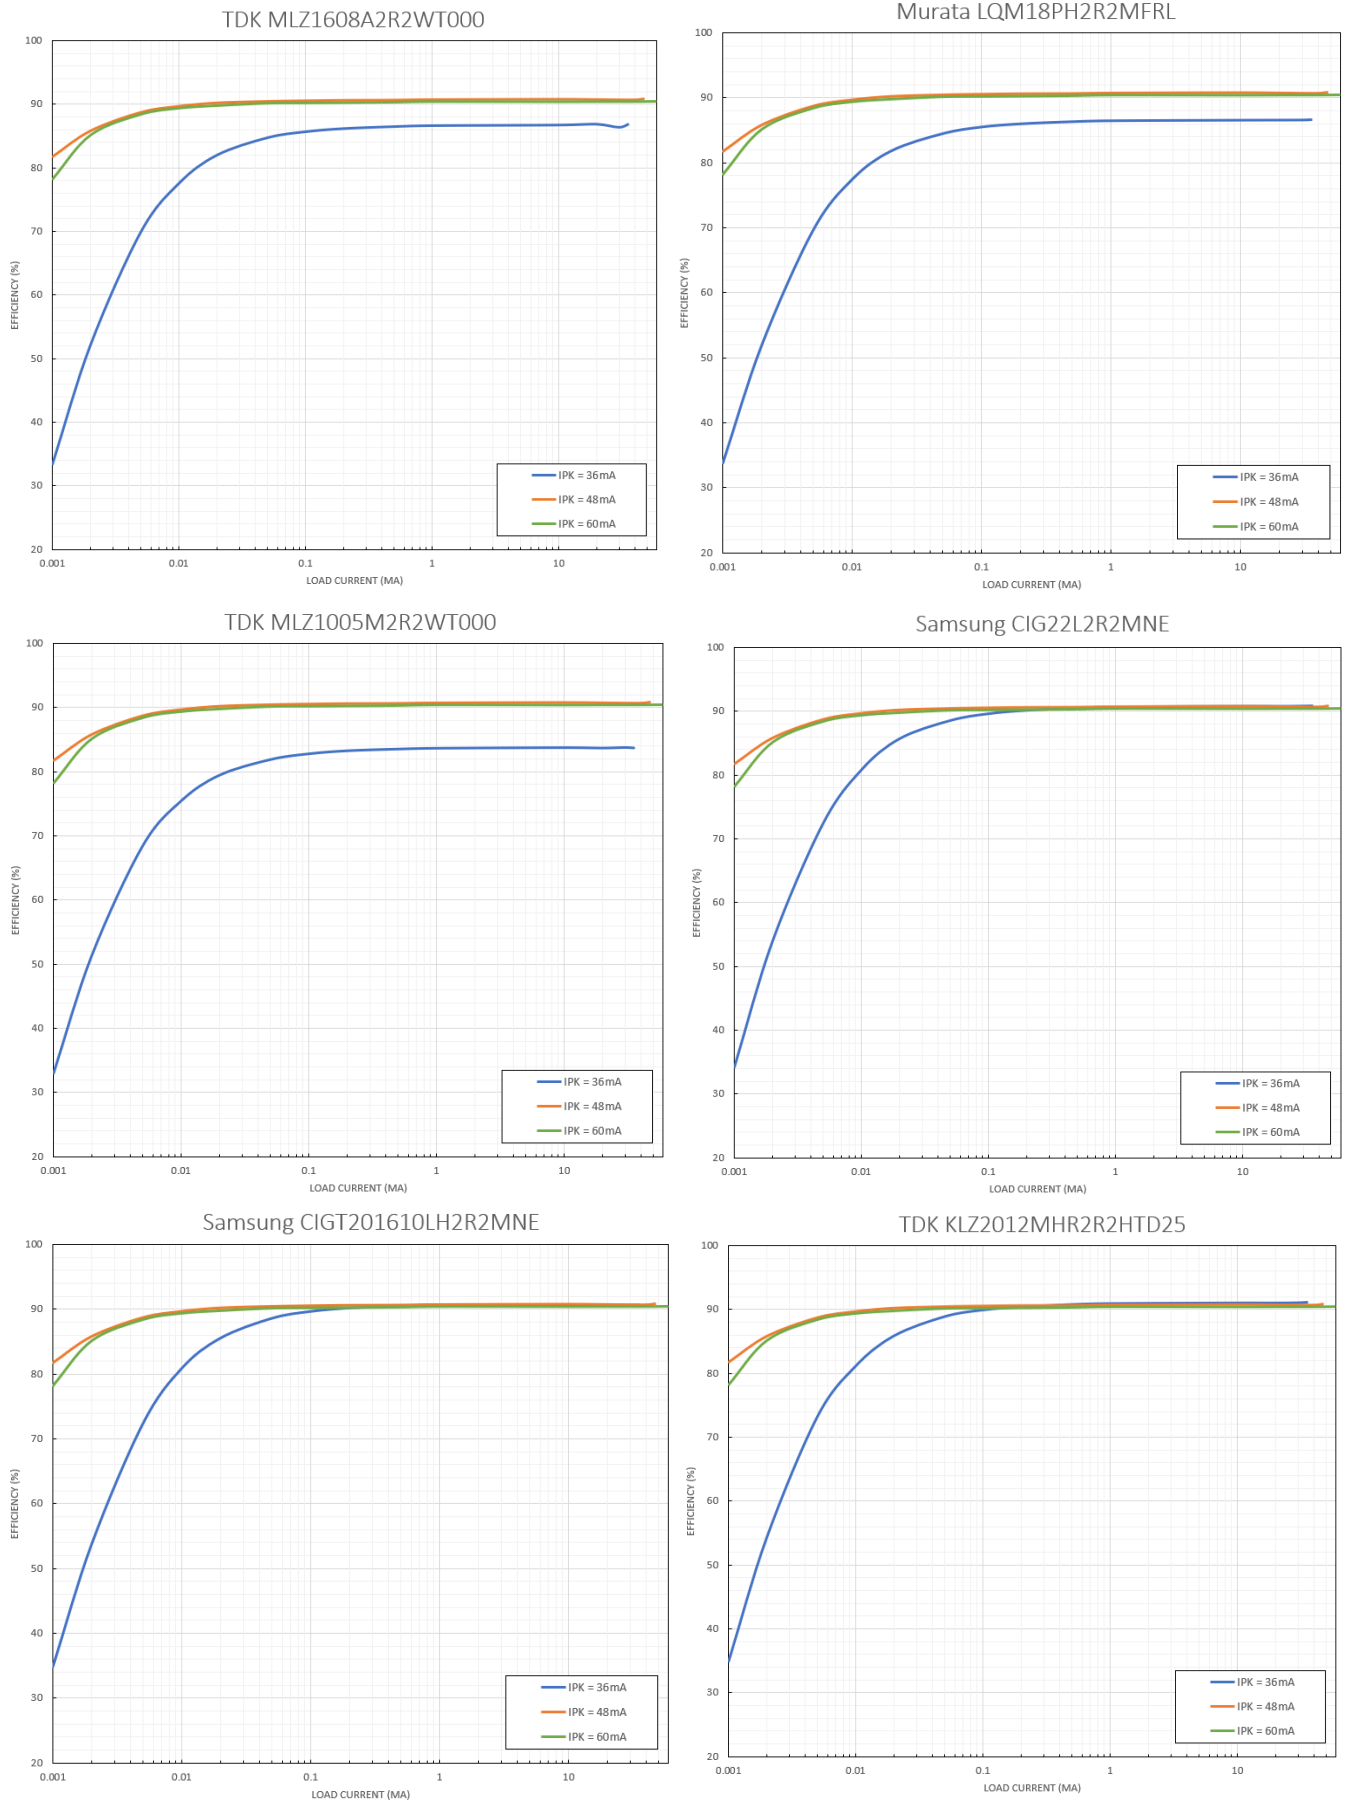 TDK MLZ1608A2R2WT000
100
90
80
70
60
50
40
30
20
EFFICIENCY (%)
IPK = 36mA
IPK = 48mA
IPK = 60mA
0.001 0.01 0.1 1 10
LOAD CURRENT (MA)
Murata LQM18PH2R2MFRL
100
90
80
70
60
50
40
30
20
EFFICIENCY (%)
IPK = 36mA
IPK = 48mA
IPK = 60mA
0.001 0.01 0.1 1 10
LOAD CURRENT (MA)
TDK MLZ1005M2R2WT000
100
90
80
70
60
50
40
30
20
EFFICIENCY (%)
IPK = 36mA
IPK = 48mA
IPK = 60mA
0.001 0.01 0.1 1 10
LOAD CURRENT (MA)
Samsung CIG22L2R2MNE
100
90
80
70
60
50
40
30
20
EFFICIENCY (%)
IPK = 36mA
IPK = 48mA
IPK = 60mA
0.001 0.01 0.1 1 10
LOAD CURRENT (MA)
Samsung CIGT201610LH2R2MNE
100
90
80
70
60
50
40
30
20
EFFICIENCY (%)
IPK = 36mA
IPK = 48mA
IPK = 60mA
0.001 0.01 0.1 1 10
LOAD CURRENT (MA)
TDK KLZ2012MHR2R2HTD25
100
90
80
70
60
50
40
30
20
EFFICIENCY (%)
IPK = 36mA
IPK = 48mA
IPK = 60mA
0.001 0.01 0.1 1 10
LOAD CURRENT (MA)